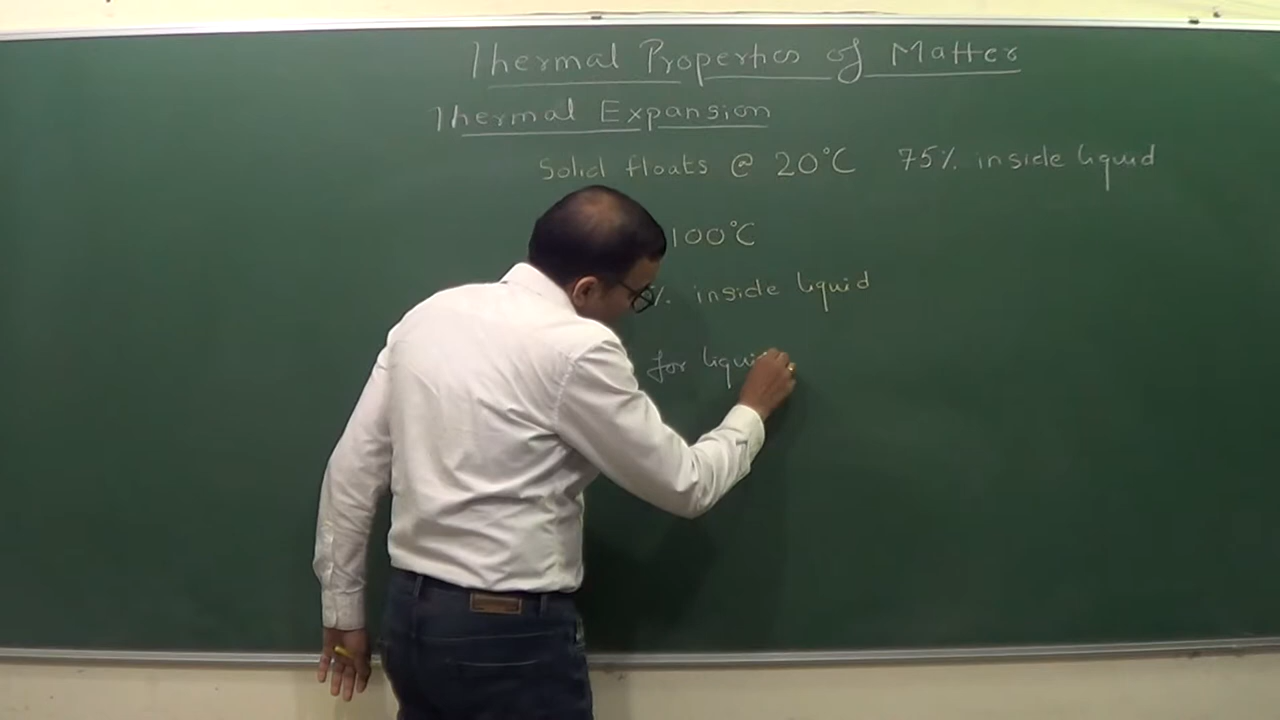 Thermal Properties of Matter
Thermal Expansion
Solid floats @ 20°C 75% inside liquid
100°C
% inside liquid
for